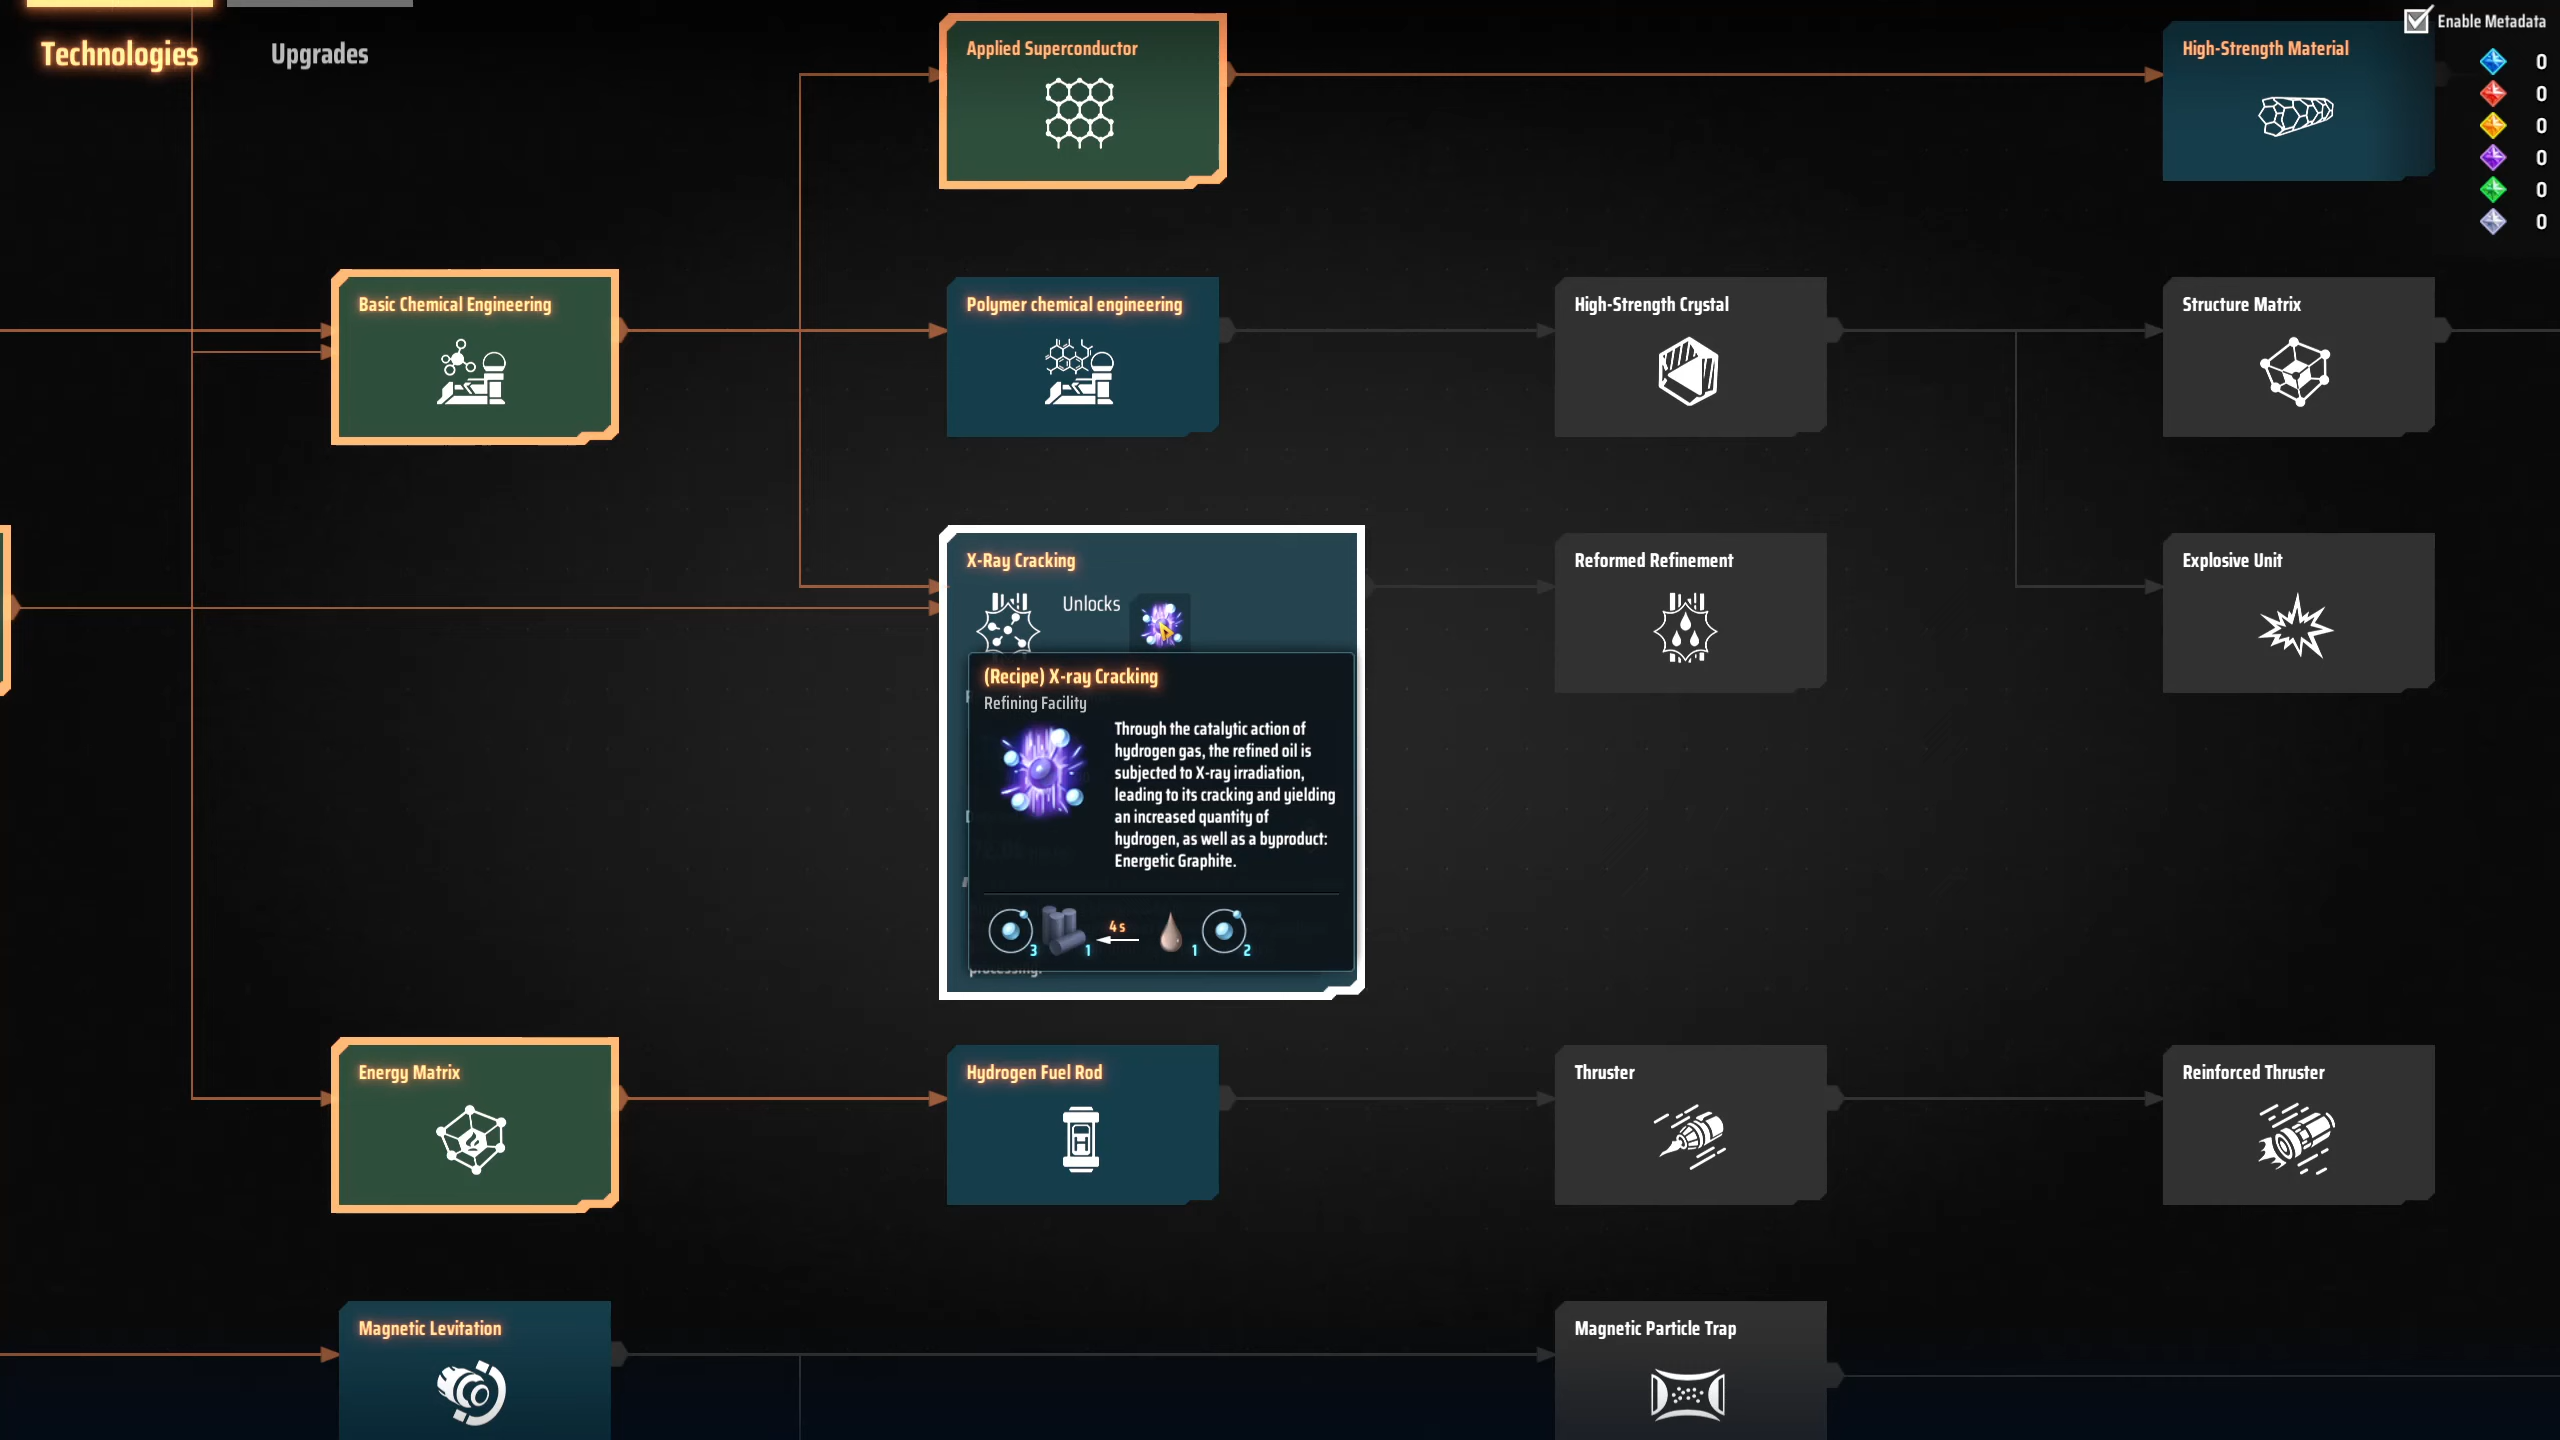 Technologies
Upgrades
Enable Metadata
0
0
0
0
0
0
Applied Superconductor
High-Strength Material
Basic Chemical Engineering
Polymer chemical engineering
High-Strength Crystal
Structure Matrix
X-Ray Cracking
Unlocks
Reformed Refinement
Explosive Unit
(Recipe) X-ray Cracking
Refining Facility
Through the catalytic action of
hydrogen gas, the refined oil is
subjected to X-ray irradiation,
leading to its cracking and yielding
an increased quantity of
hydrogen, as well as a byproduct:
Energetic Graphite.
3 1 4 s 1 2
processing.
Energy Matrix
Hydrogen Fuel Rod
H
Thruster
Reinforced Thruster
Magnetic Levitation
Magnetic Particle Trap